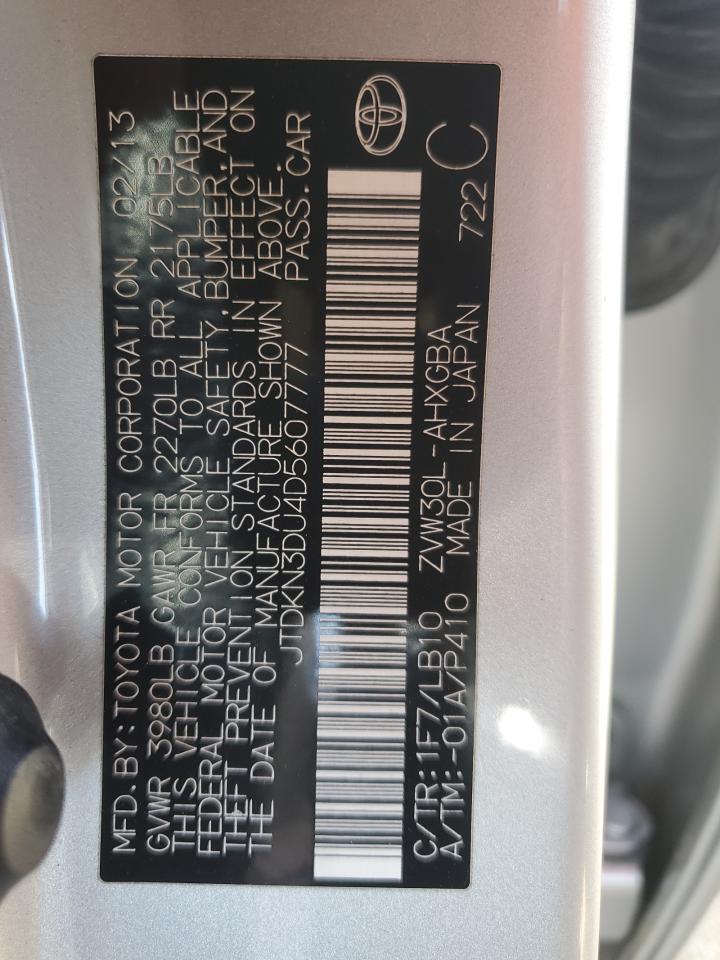 MFD. BY: TOYOTA MOTOR CORPORATION 02/13
GVWR 3980LB GAWR FR 2270LB RR 2175LB
THIS VEHICLE CONFORMS TO ALL APPLICABLE
FEDERAL MOTOR VEHICLE SAFETY, BUMPER, AND
THEFT PREVENTION STANDARDS IN EFFECT ON
THE DATE OF MANUFACTURE SHOWN ABOVE.
JTDKN3DU4D5607777 PASS. CAR
C/TR: 1F7/LB10 ZVW30L-AHXGBA
A/TM: -01A/P410 MADE IN JAPAN 722 C